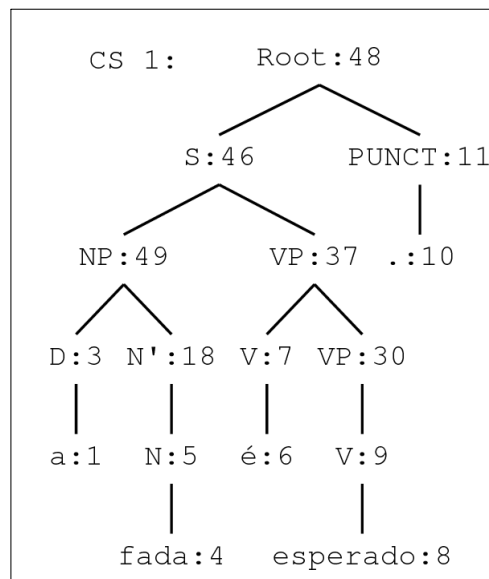 CS 1: Root:48
S:46 PUNCT:11
NP:49 VP:37 .:10
D:3 N':18 V:7 VP:30
a:1 N:5 é:6 V:9
fada:4 esperado:8